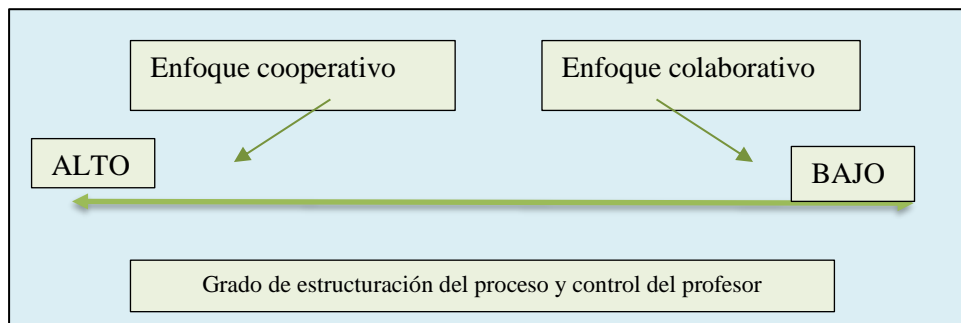 Enfoque cooperativo
Enfoque colaborativo
ALTO
BAJO
Grado de estructuración del proceso y control del profesor